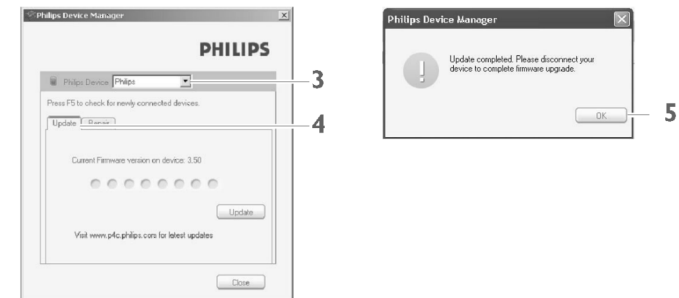 Philips Device Manager
PHILIPS
Philips Device Philips
3
Press F5 to check for newly connected devices.
Update Repair
4
Current Firmware version on device: 3.50
Update
Visit www.p4c.philips.com for latest updates
Close
Philips Device Manager
Update completed. Please disconnect your
device to complete firmware upgrade.
OK
5